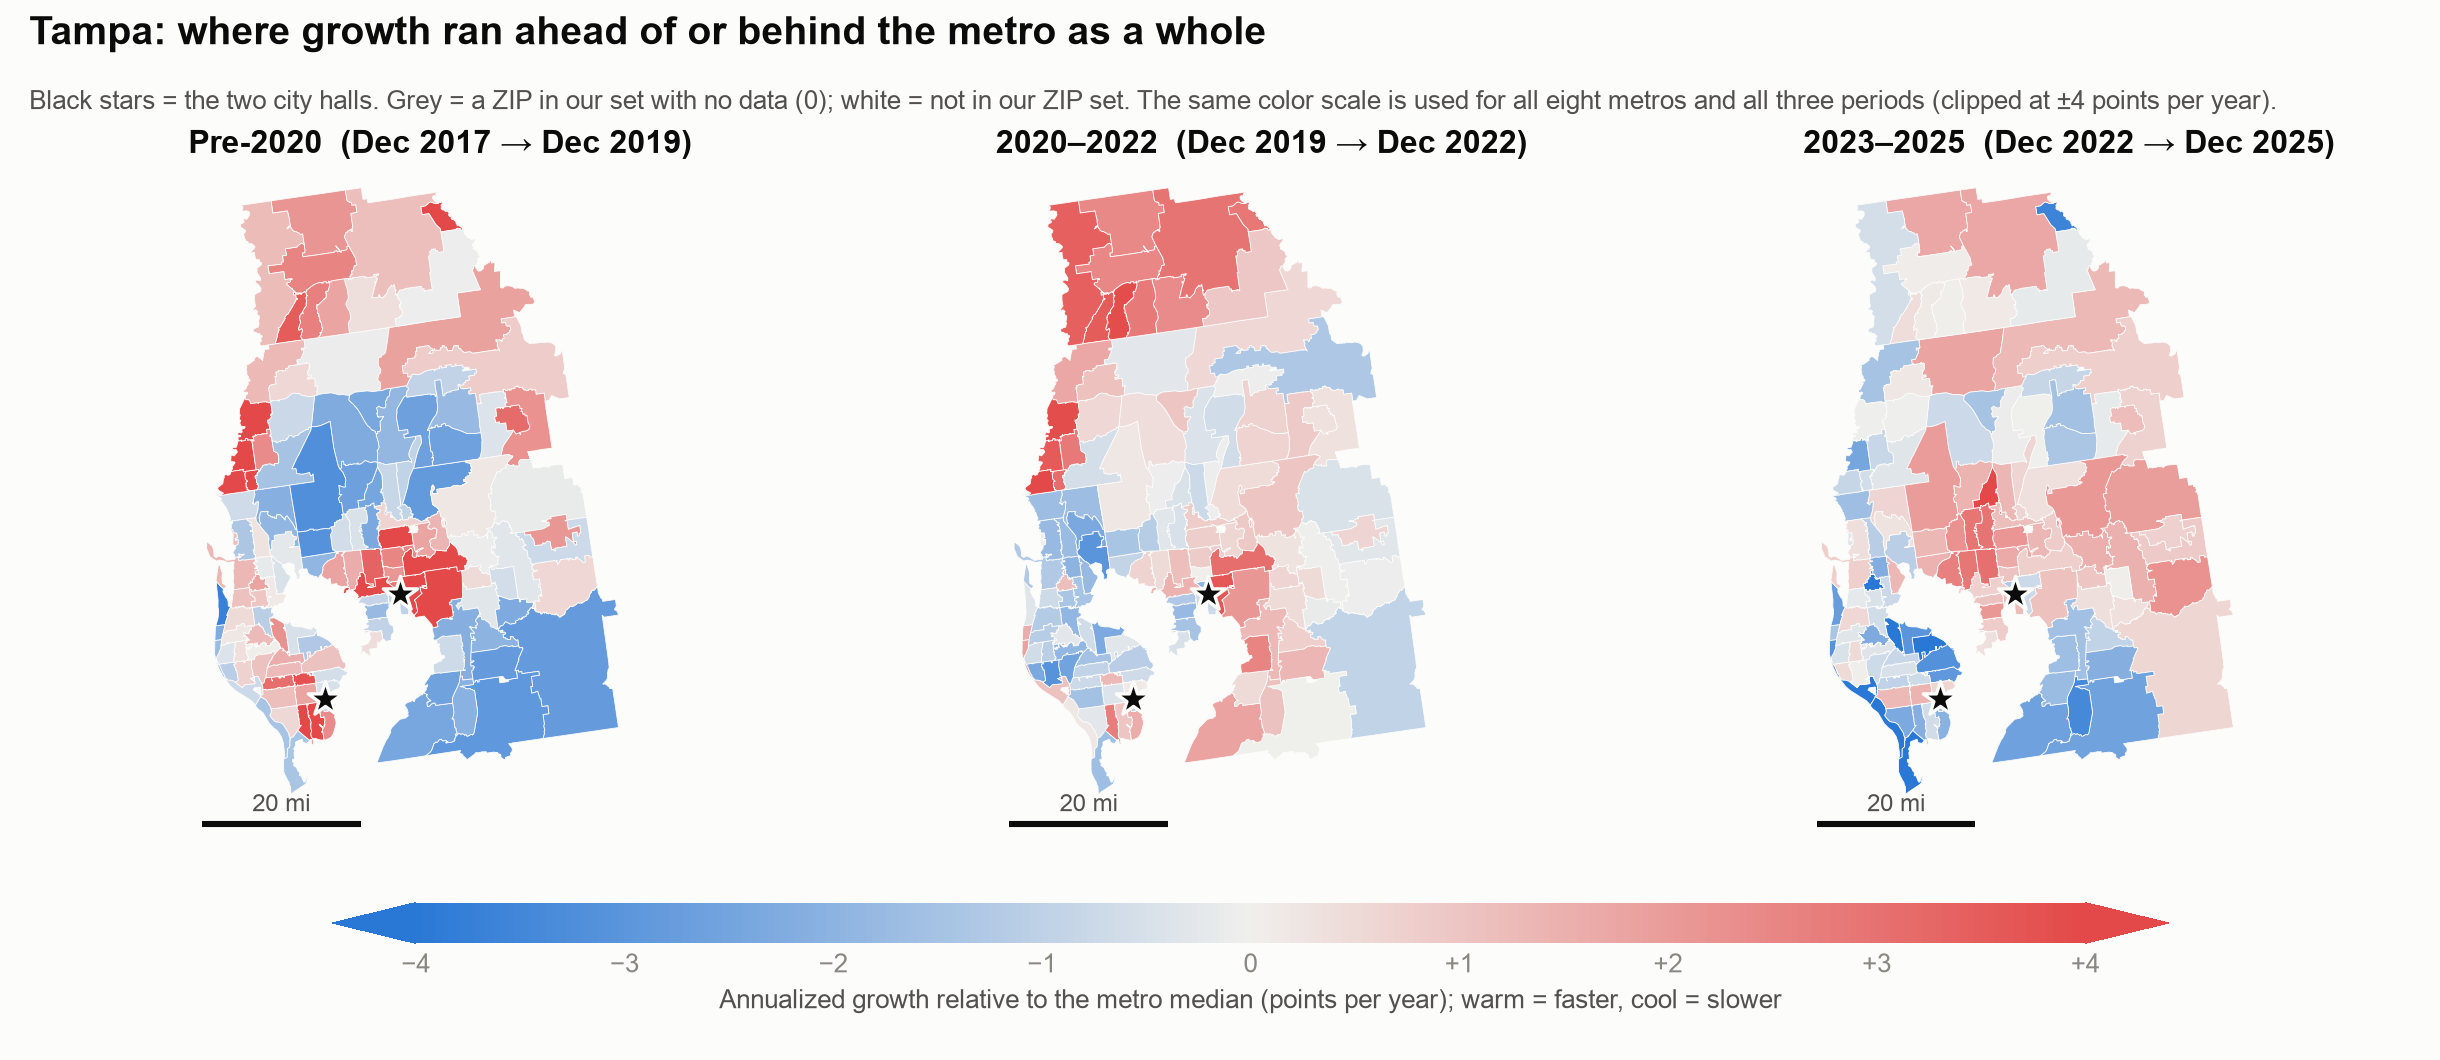 Tampa: where growth ran ahead of or behind the metro as a whole
Black stars = the two city halls. Grey = a ZIP in our set with no data (0); white = not in our ZIP set. The same color scale is used for all eight metros and all three periods (clipped at ±4 points per year).
Pre-2020 (Dec 2017 → Dec 2019)
2020–2022 (Dec 2019 → Dec 2022)
2023–2025 (Dec 2022 → Dec 2025)
20 mi
20 mi
20 mi
−4 −3 −2 −1 0 +1 +2 +3 +4
Annualized growth relative to the metro median (points per year); warm = faster, cool = slower